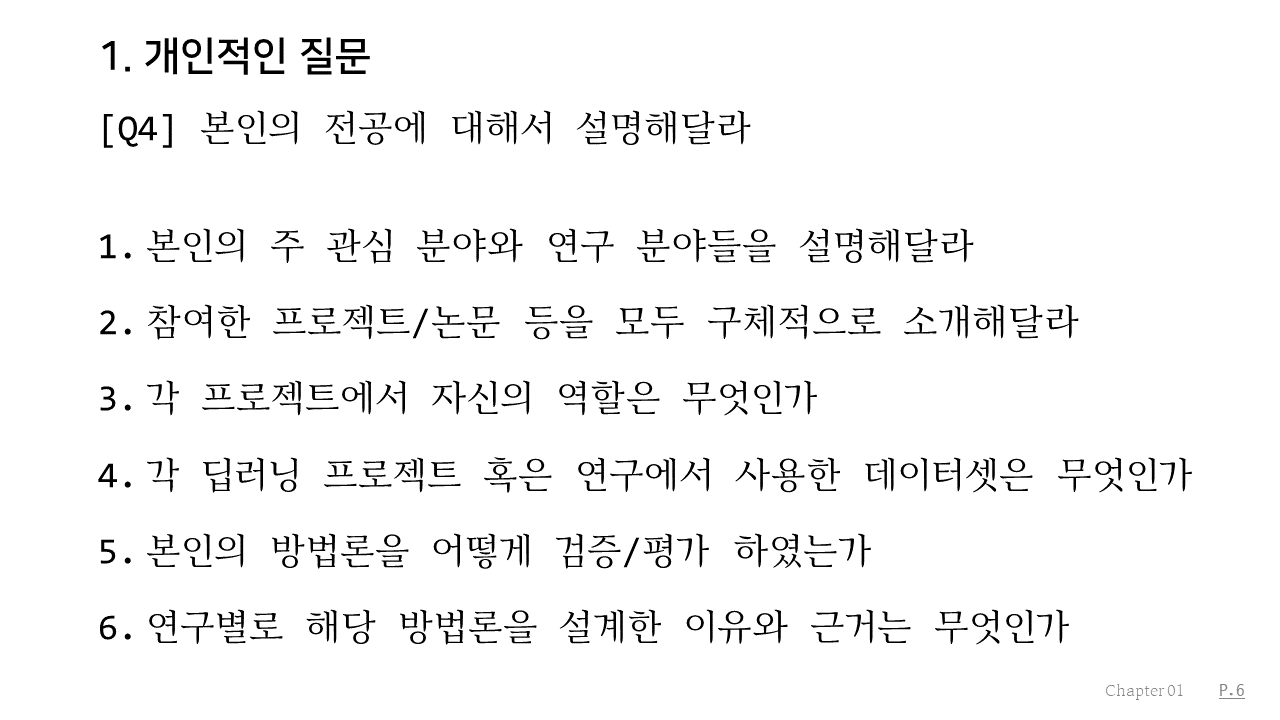 1. 개인적인 질문
[Q4] 본인의 전공에 대해서 설명해달라
1. 본인의 주 관심 분야와 연구 분야들을 설명해달라
2. 참여한 프로젝트/논문 등을 모두 구체적으로 소개해달라
3. 각 프로젝트에서 자신의 역할은 무엇인가
4. 각 딥러닝 프로젝트 혹은 연구에서 사용한 데이터셋은 무엇인가
5. 본인의 방법론을 어떻게 검증/평가 하였는가
6. 연구별로 해당 방법론을 설계한 이유와 근거는 무엇인가
Chapter 01 P.6